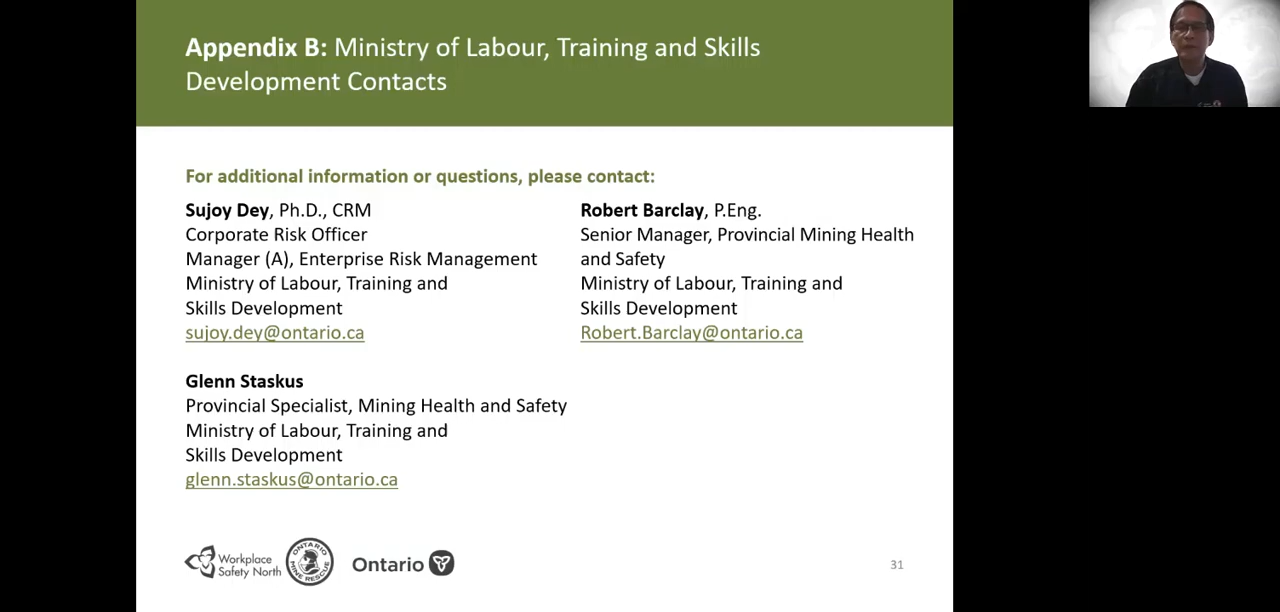 Appendix B: Ministry of Labour, Training and Skills
Development Contacts
For additional information or questions, please contact:
Sujoy Dey, Ph.D., CRM
Corporate Risk Officer
Manager (A), Enterprise Risk Management
Ministry of Labour, Training and
Skills Development
sujoy.dey@ontario.ca
Robert Barclay, P.Eng.
Senior Manager, Provincial Mining Health
and Safety
Ministry of Labour, Training and
Skills Development
Robert.Barclay@ontario.ca
Glenn Staskus
Provincial Specialist, Mining Health and Safety
Ministry of Labour, Training and
Skills Development
glenn.staskus@ontario.ca
Workplace
Safety North
ONTARIO
MINE RESCUE
Ontario
31